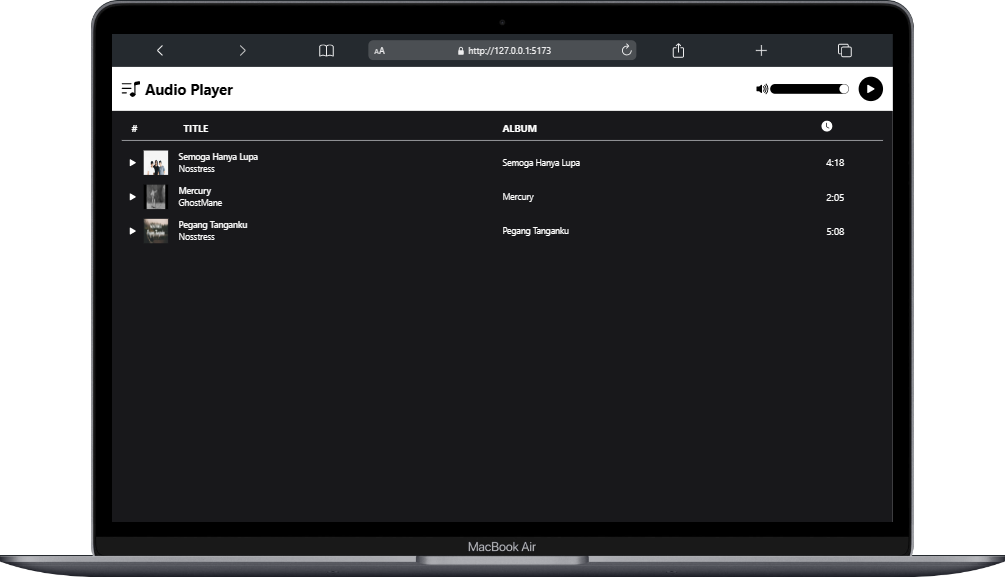 AA http://127.0.0.1:5173
Audio Player
# TITLE ALBUM
Semoga Hanya Lupa
Nosstress
Semoga Hanya Lupa 4:18
Mercury
GhostMane
Mercury 2:05
Pegang Tanganku
Nosstress
Pegang Tanganku 5:08
MacBook Air